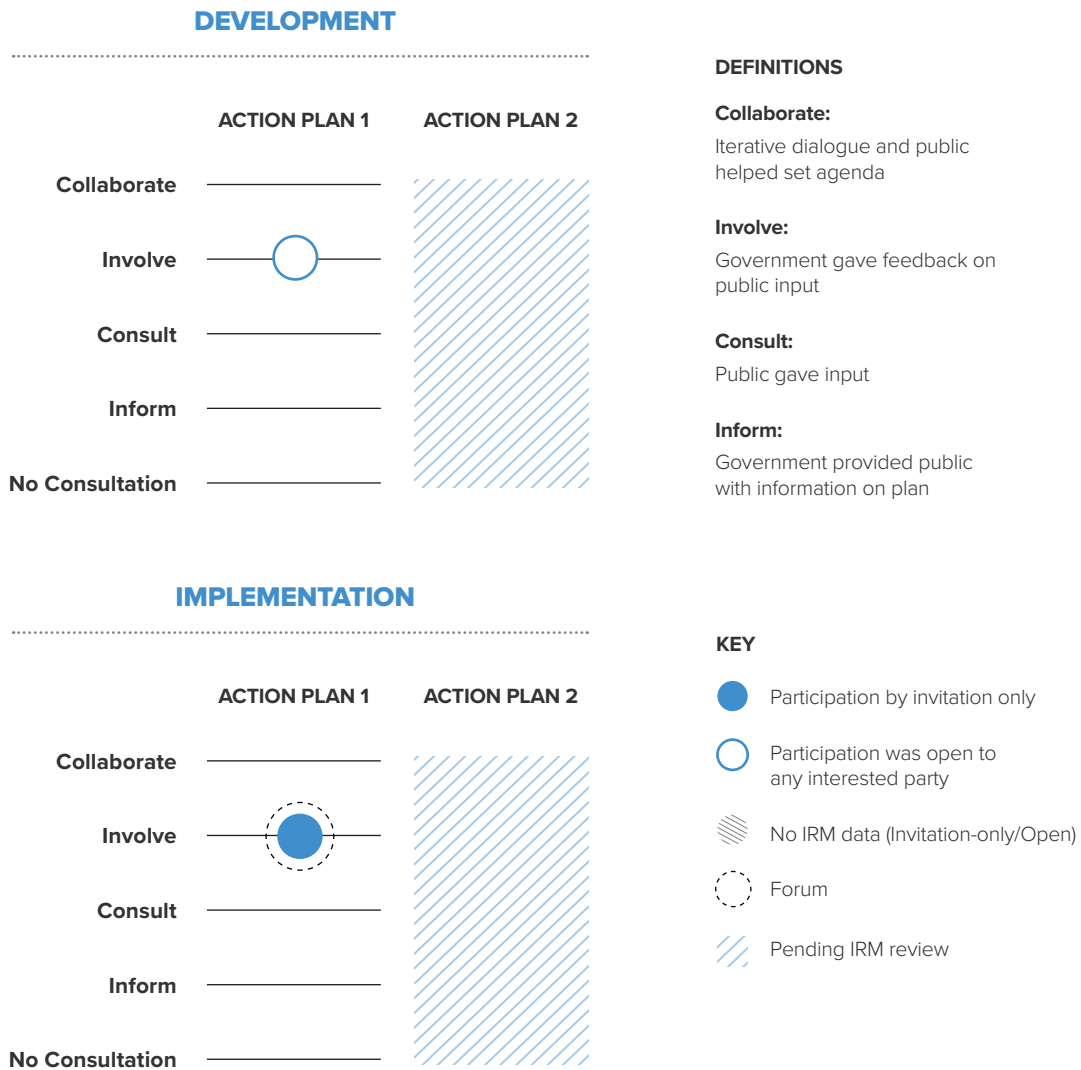 DEVELOPMENT
ACTION PLAN 1
ACTION PLAN 2
Collaborate
Involve
Consult
Inform
No Consultation
DEFINITIONS
Collaborate:
Iterative dialogue and public
helped set agenda
Involve:
Government gave feedback on
public input
Consult:
Public gave input
Inform:
Government provided public
with information on plan
IMPLEMENTATION
ACTION PLAN 1
ACTION PLAN 2
Collaborate
Involve
Consult
Inform
No Consultation
KEY
Participation by invitation only
Participation was open to
any interested party
No IRM data (Invitation-only/Open)
Forum
Pending IRM review